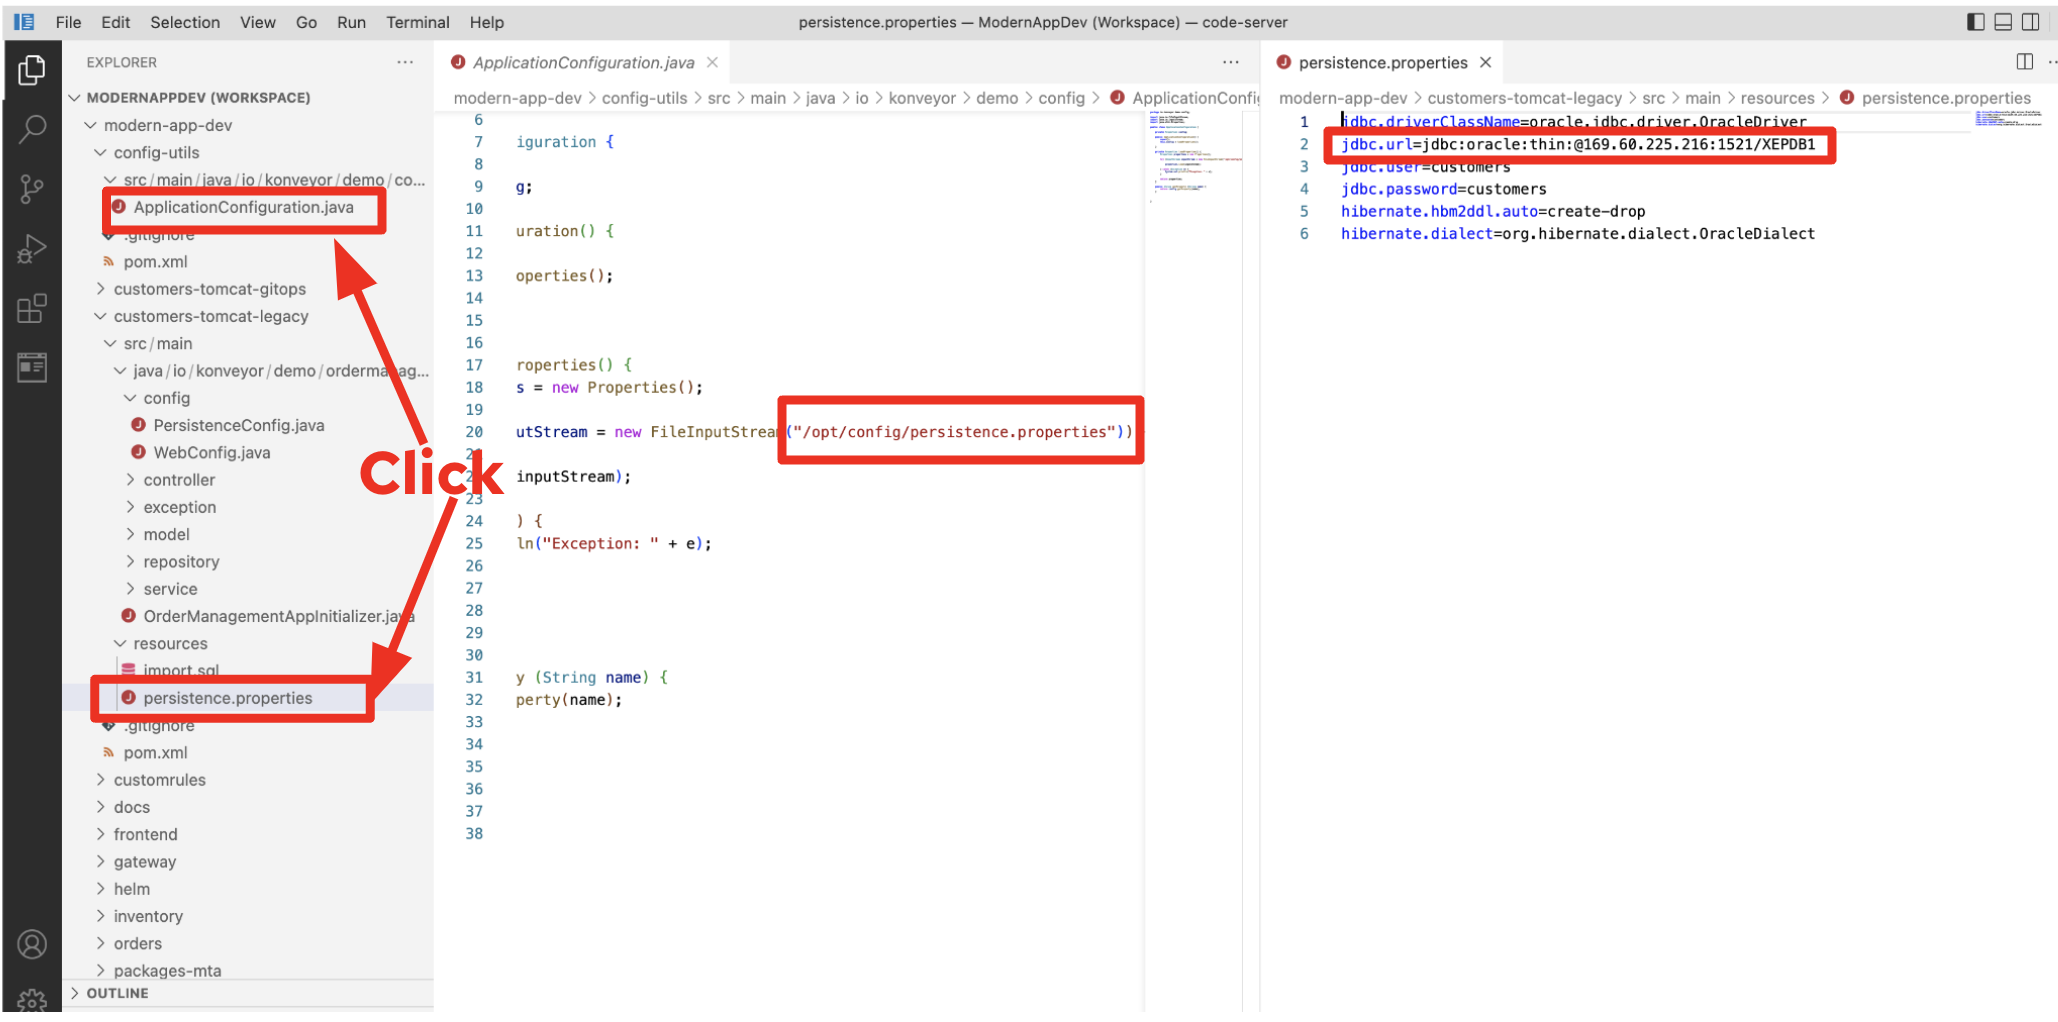 File Edit Selection View Go Run Terminal Help
persistence.properties — ModernAppDev (Workspace) — code-server
EXPLORER
MODERNAPPDEV (WORKSPACE)
modern-app-dev
config-utils
src/main/java/io/konveyor/demo/co...
ApplicationConfiguration.java
.gitignore
pom.xml
customers-tomcat-gitops
customers-tomcat-legacy
src/main
java/io/konveyor/demo/ordermanag...
config
PersistenceConfig.java
WebConfig.java
controller
exception
model
repository
service
OrderManagementAppInitializer.java
resources
import.sql
persistence.properties
.gitignore
pom.xml
customrules
docs
frontend
gateway
helm
inventory
orders
packages-mta
OUTLINE
Click
ApplicationConfiguration.java
modern-app-dev > config-utils > src > main > java > io > konveyor > demo > config > ApplicationConfig
6
7 iguration {
8
9 g;
10
11 uration() {
12
13 operties();
14
15
16
17 roperties() {
18 s = new Properties();
19
20 utStream = new FileInputStream("/opt/config/persistence.properties"))
2
2 inputStream);
23
24 ) {
25 ln("Exception: " + e);
26
27
28
29
30
31 y (String name) {
32 perty(name);
33
34
35
36
37
38
persistence.properties
modern-app-dev > customers-tomcat-legacy > src > main > resources > persistence.properties
1 jdbc.driverClassName=oracle.jdbc.driver.OracleDriver
2 jdbc.url=jdbc:oracle:thin:@169.60.225.216:1521/XEPDB1
3 jdbc.user=customers
4 jdbc.password=customers
5 hibernate.hbm2ddl.auto=create-drop
6 hibernate.dialect=org.hibernate.dialect.OracleDialect